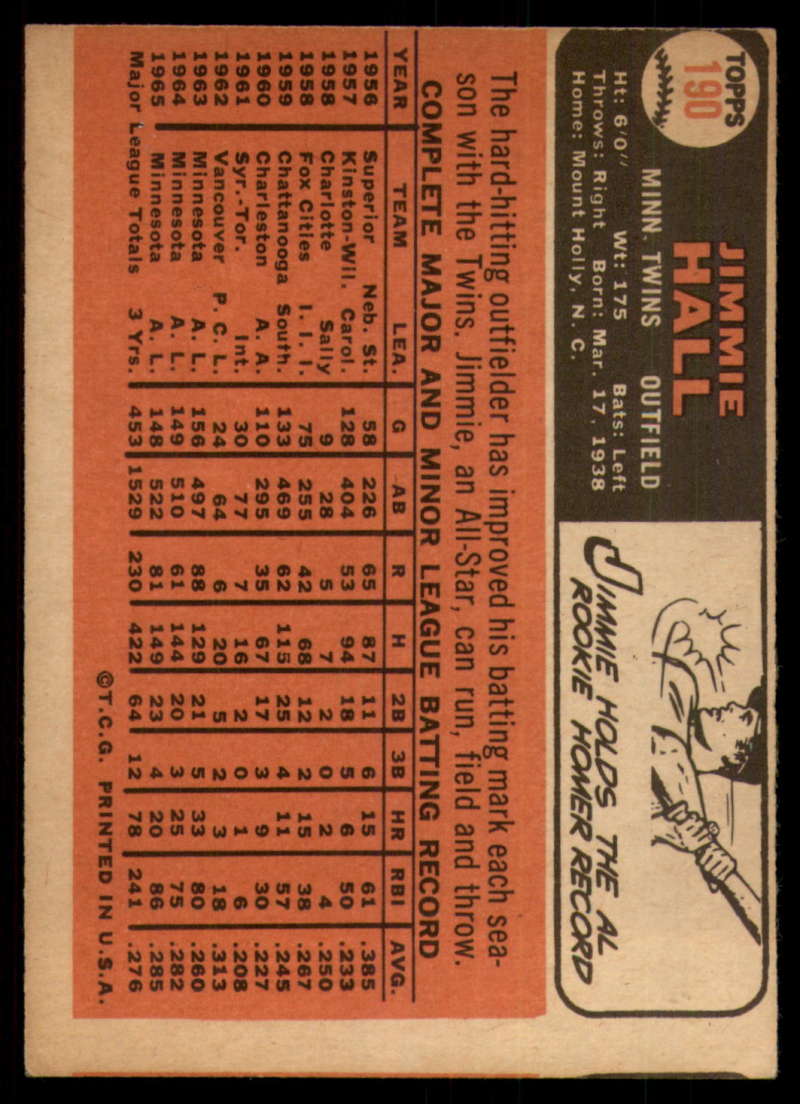 TOPPS
190
JIMMIE
HALL
MINN. TWINS OUTFIELD
Ht: 6'0" Wt: 175 Bats: Left
Throws: Right Born: Mar. 17, 1938
Home: Mount Holly, N. C.
JIMMIE HOLDS THE AL
ROOKIE HOMER RECORD
The hard-hitting outfielder has improved his batting mark each sea-
son with the Twins. Jimmie, an All-Star, can run, field and throw.
COMPLETE MAJOR AND MINOR LEAGUE BATTING RECORD
YEAR TEAM LEA. G AB R H 2B 3B HR RBI AVG.
1956 Superior Neb. St. 58 226 65 87 11 6 15 61 .385
1957 Kinston-Wil. Carol. 128 404 53 94 18 5 6 50 .233
1958 Charlotte Sally 9 28 5 7 2 0 2 4 .250
1958 Fox Cities I. I. I. 75 255 42 68 12 2 15 38 .267
1959 Chattanooga South. 133 469 62 115 25 4 11 57 .245
1960 Charleston A. A. 110 295 35 67 17 3 9 30 .227
1961 Syr.-Tor. Int. 30 77 7 16 2 0 1 6 .208
1962 Vancouver P. C. L. 24 64 6 20 5 2 3 18 .313
1963 Minnesota A. L. 156 497 88 129 21 5 33 80 .260
1964 Minnesota A. L. 149 510 61 144 20 3 25 75 .282
1965 Minnesota A. L. 148 522 81 149 23 4 20 86 .285
Major League Totals 3 Yrs. 453 1529 230 422 64 12 78 241 .276
©T.C.G. PRINTED IN U.S.A.